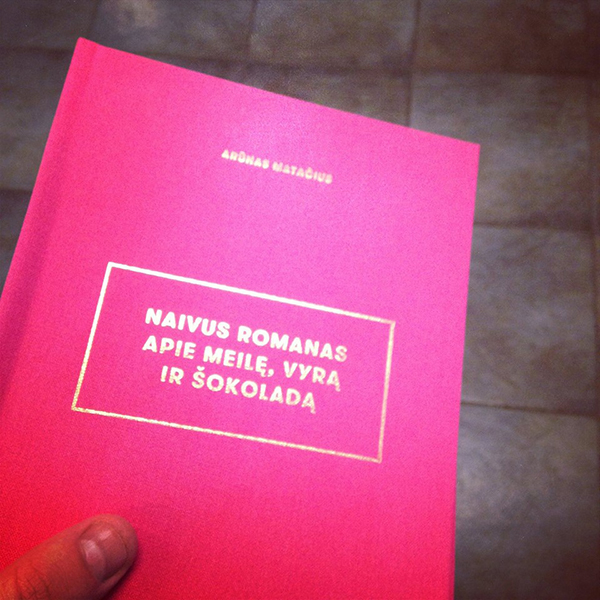 ARŪNAS MATAČIUS
NAIVUS ROMANAS
APIE MEILĘ, VYRĄ
IR ŠOKOLADĄ